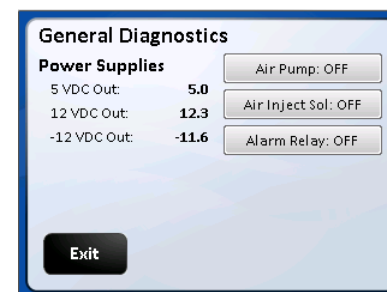 General Diagnostics
Power Supplies
5 VDC Out: 5.0
12 VDC Out: 12.3
-12 VDC Out: -11.6
Air Pump: OFF
Air Inject Sol: OFF
Alarm Relay: OFF
Exit